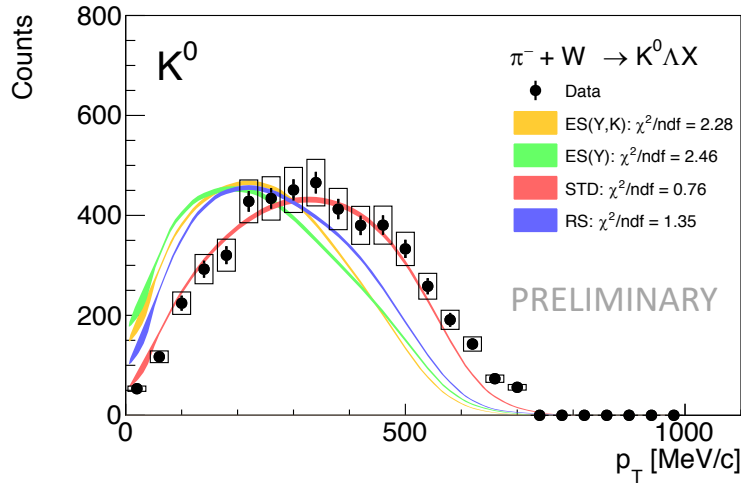 Counts
800
600
400
200
0
K⁰
π⁻ + W → K⁰ΛX
Data
ES(Y,K): χ²/ndf = 2.28
ES(Y): χ²/ndf = 2.46
STD: χ²/ndf = 0.76
RS: χ²/ndf = 1.35
PRELIMINARY
0 500 1000
p_T [MeV/c]